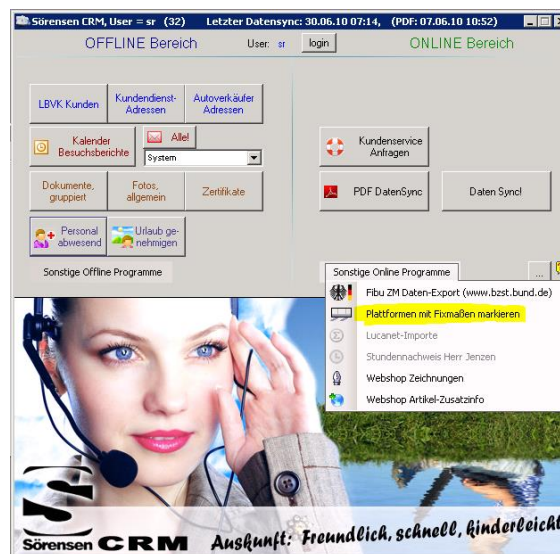 Sörensen CRM, User = sr (32) Letzter Datensync: 30.06.10 07:14, (PDF: 07.06.10 10:52)
OFFLINE Bereich
User: sr
login
ONLINE Bereich
LBVK Kunden
Kundendienst-
Adressen
Autoverkäufer
Adressen
Kalender
Besuchsberichte
Alle!
System
Kundenservice
Anfragen
Dokumente,
gruppiert
Fotos,
allgemein
Zertifikate
PDF DatenSync
Daten Sync!
Personal
abwesend
Urlaub ge-
nehmigen
Sonstige Offline Programme
Sonstige Online Programme
...
Fibu ZM Daten-Export (www.bzst.bund.de)
Plattformen mit Fixmaßen markieren
Lucanet-Importe
Stundennachweis Herr Jenzen
Webshop Zeichnungen
Webshop Artikel-Zusatzinfo
Sörensen CRM
Auskunft: Freundlich, schnell, kinderleicht